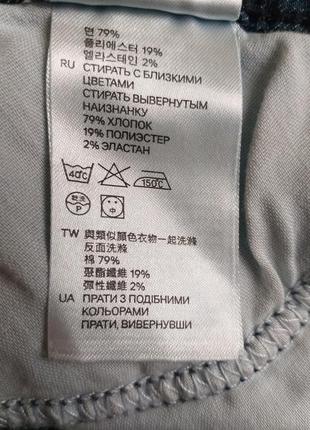 면 79%
폴리에스터 19%
엘라스테인 2%
RU СТИРАТЬ С БЛИЗКИМИ
ЦВЕТАМИ
СТИРАТЬ ВЫВЕРНУТЫМ
НАИЗНАНКУ
79% ХЛОПОК
19% ПОЛИЭСТЕР
2% ЭЛАСТАН
40℃ 150℃
乾洗 P 中
TW 與類似顏色衣物一起洗滌
反面洗滌
棉 79%
聚酯纖維 19%
彈性纖維 2%
UA ПРАТИ З ПОДІБНИМИ
КОЛЬОРАМИ
ПРАТИ, ВИВЕРНУВШИ